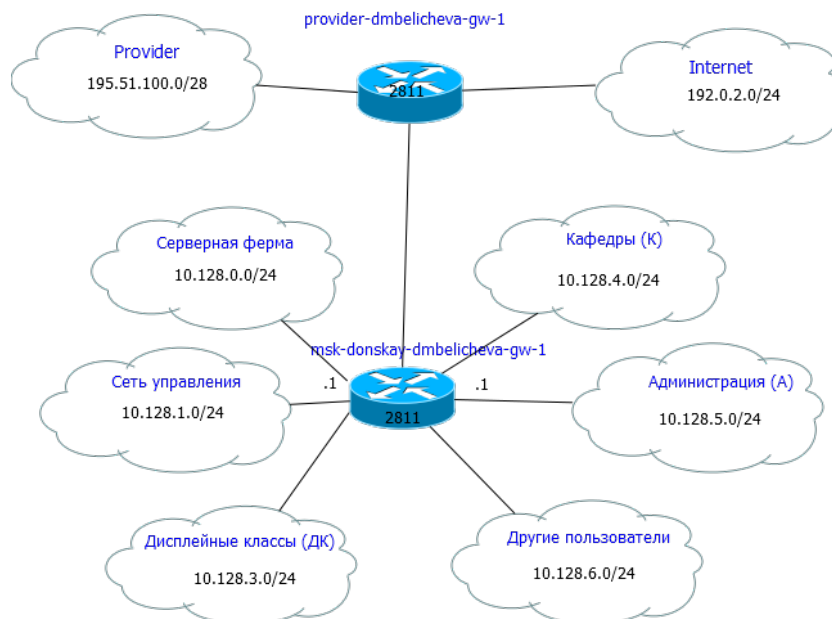 provider-dmbelicheva-gw-1
Provider
195.51.100.0/28
2811
Internet
192.0.2.0/24
Серверная ферма
10.128.0.0/24
Кафедры (К)
10.128.4.0/24
msk-donskay-dmbelicheva-gw-1
Сеть управления
10.128.1.0/24
.1
2811
.1
Администрация (А)
10.128.5.0/24
Дисплейные классы (ДК)
10.128.3.0/24
Другие пользователи
10.128.6.0/24